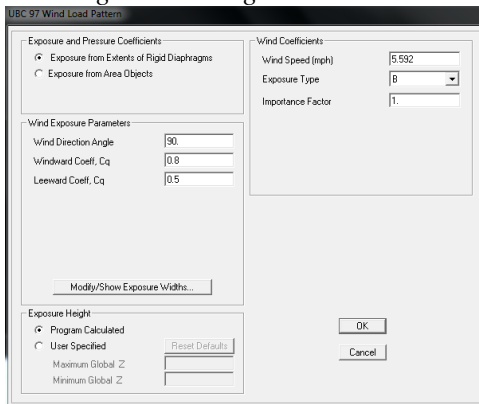 UBC 97 Wind Load Pattern
Exposure and Pressure Coefficients
Exposure from Extents of Rigid Diaphragms
Exposure from Area Objects
Wind Exposure Parameters
Wind Direction Angle 90.
Windward Coeff, Cq 0.8
Leeward Coeff, Cq 0.5
Modify/Show Exposure Widths...
Exposure Height
Program Calculated
User Specified Reset Defaults
Maximum Global Z
Minimum Global Z
Wind Coefficients
Wind Speed (mph) 5.592
Exposure Type B
Importance Factor 1.
OK
Cancel